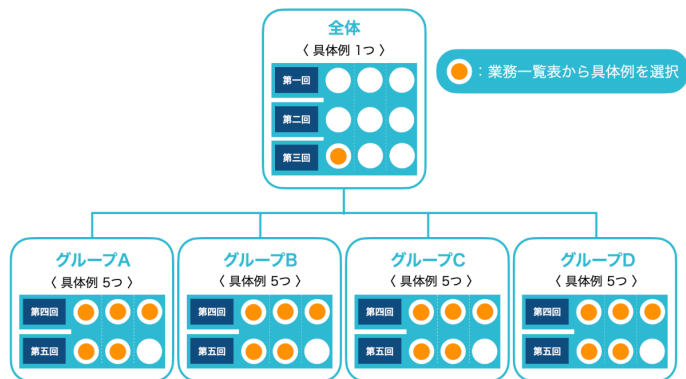 全体
〈 具体例 1つ 〉
第一回
第二回
第三回
：業務一覧表から具体例を選択
グループA
〈 具体例 5つ 〉
第四回
第五回
グループB
〈 具体例 5つ 〉
第四回
第五回
グループC
〈 具体例 5つ 〉
第四回
第五回
グループD
〈 具体例 5つ 〉
第四回
第五回